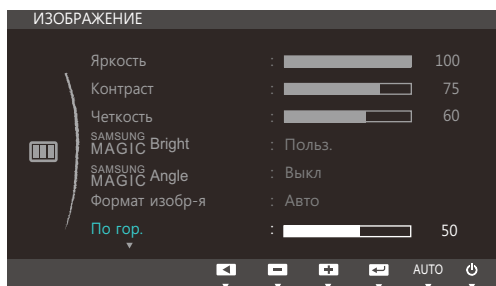 ИЗОБРАЖЕНИЕ
Яркость : 100
Контраст : 75
Четкость : 60
SAMSUNG MAGIC Bright : Польз.
SAMSUNG MAGIC Angle : Выкл
Формат изобр-я : Авто
По гор. : 50
AUTO